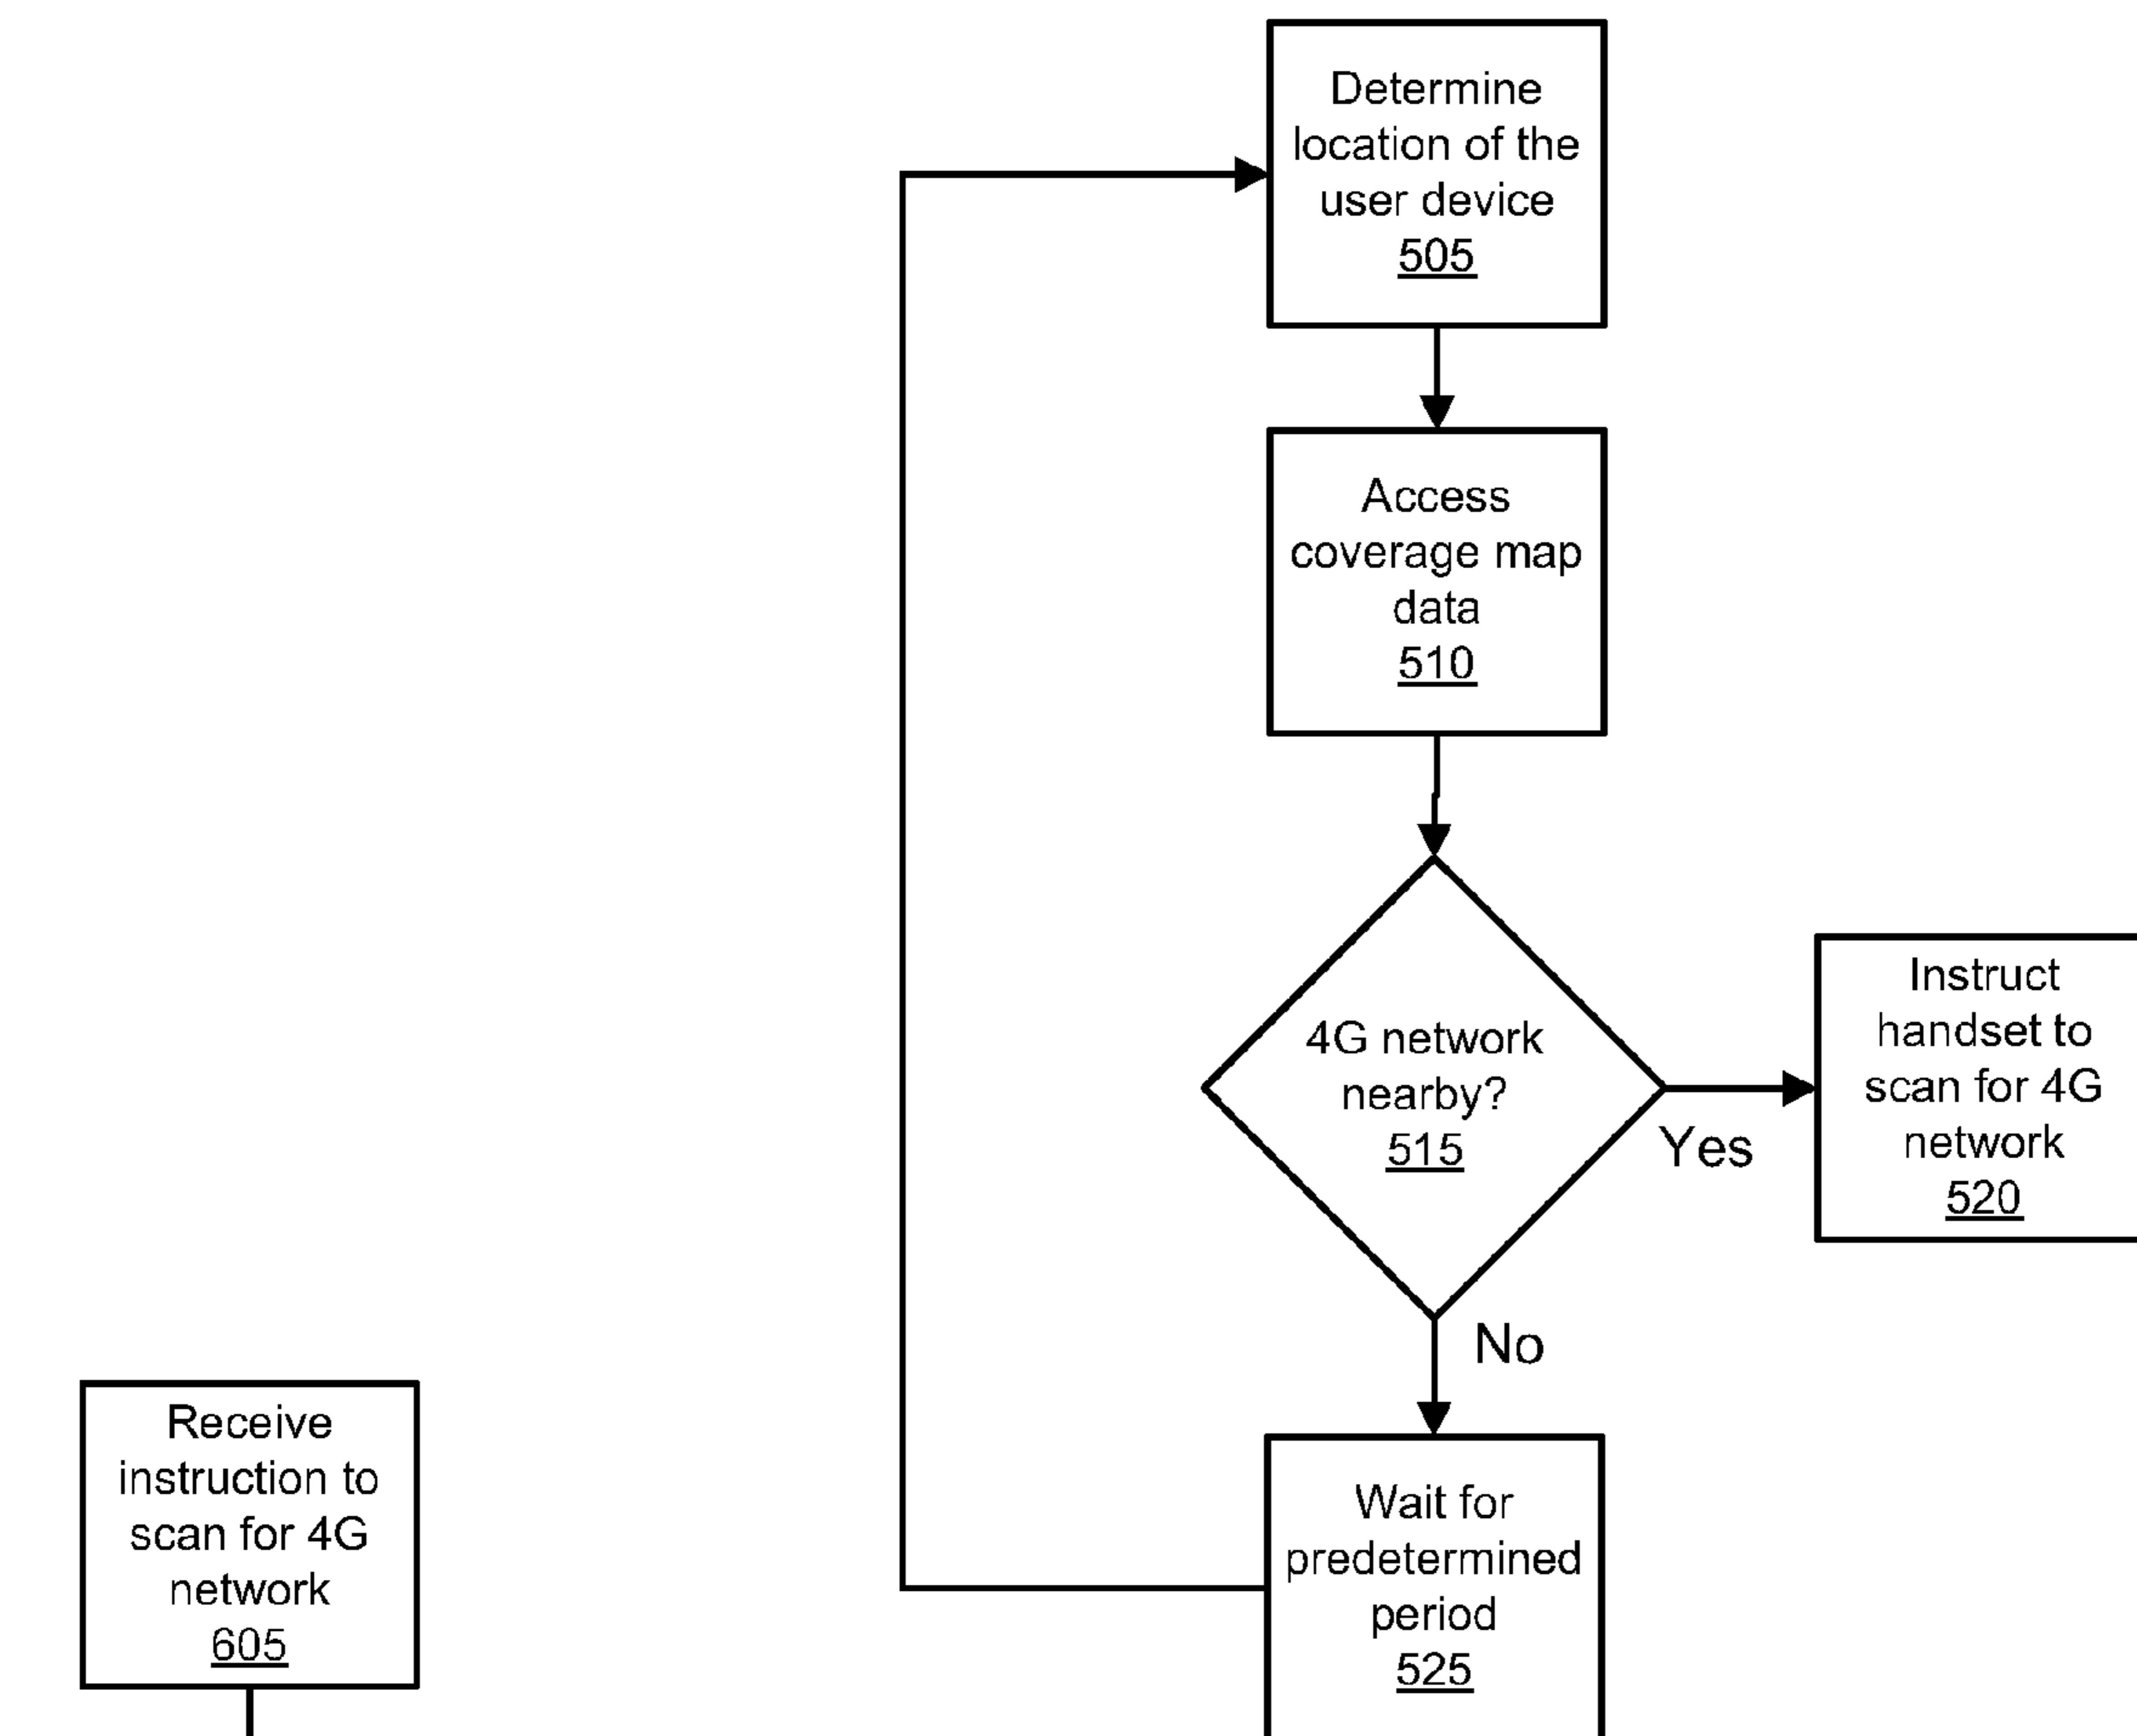 Determine
location of the
user device
505
Access
coverage map
data
510
4G network
nearby?
515
Yes
Instruct
handset to
scan for 4G
network
520
No
Wait for
predetermined
period
525
Receive
instruction to
scan for 4G
network
605